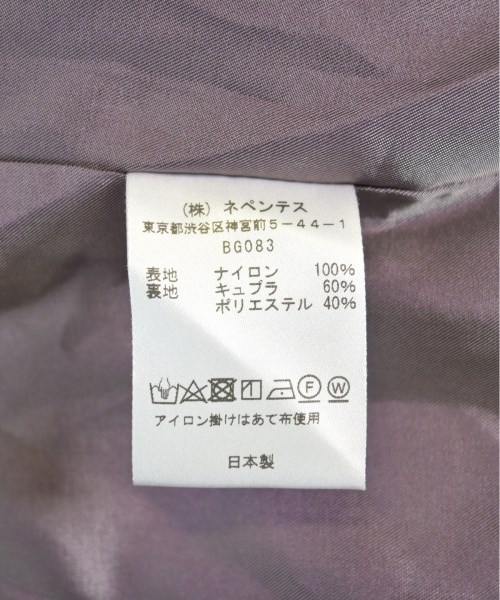 (株) ネペンテス
東京都渋谷区神宮前5-44-1
BG083
表地 ナイロン 100%
裏地 キュプラ 60%
ポリエステル 40%
F W
アイロン掛けはあて布使用
日本製